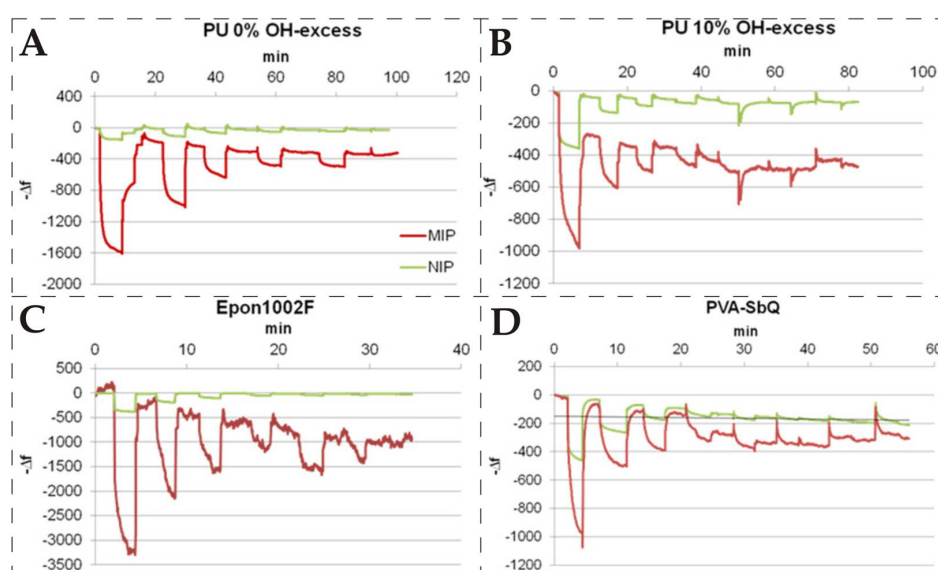 A
PU 0% OH-excess
min
0 20 40 60 80 100 120
400
0
-400
-800
-1200
-1600
-2000
-Δf
MIP
NIP
B
PU 10% OH-excess
min
0 20 40 60 80 100
0
-200
-400
-600
-800
-1000
-1200
-Δf
C
Epon1002F
min
0 10 20 30 40
500
0
-500
-1000
-1500
-2000
-2500
-3000
-3500
-Δf
D
PVA-SbQ
min
0 10 20 30 40 50 60
200
0
-200
-400
-600
-800
-1000
-1200
-Δf